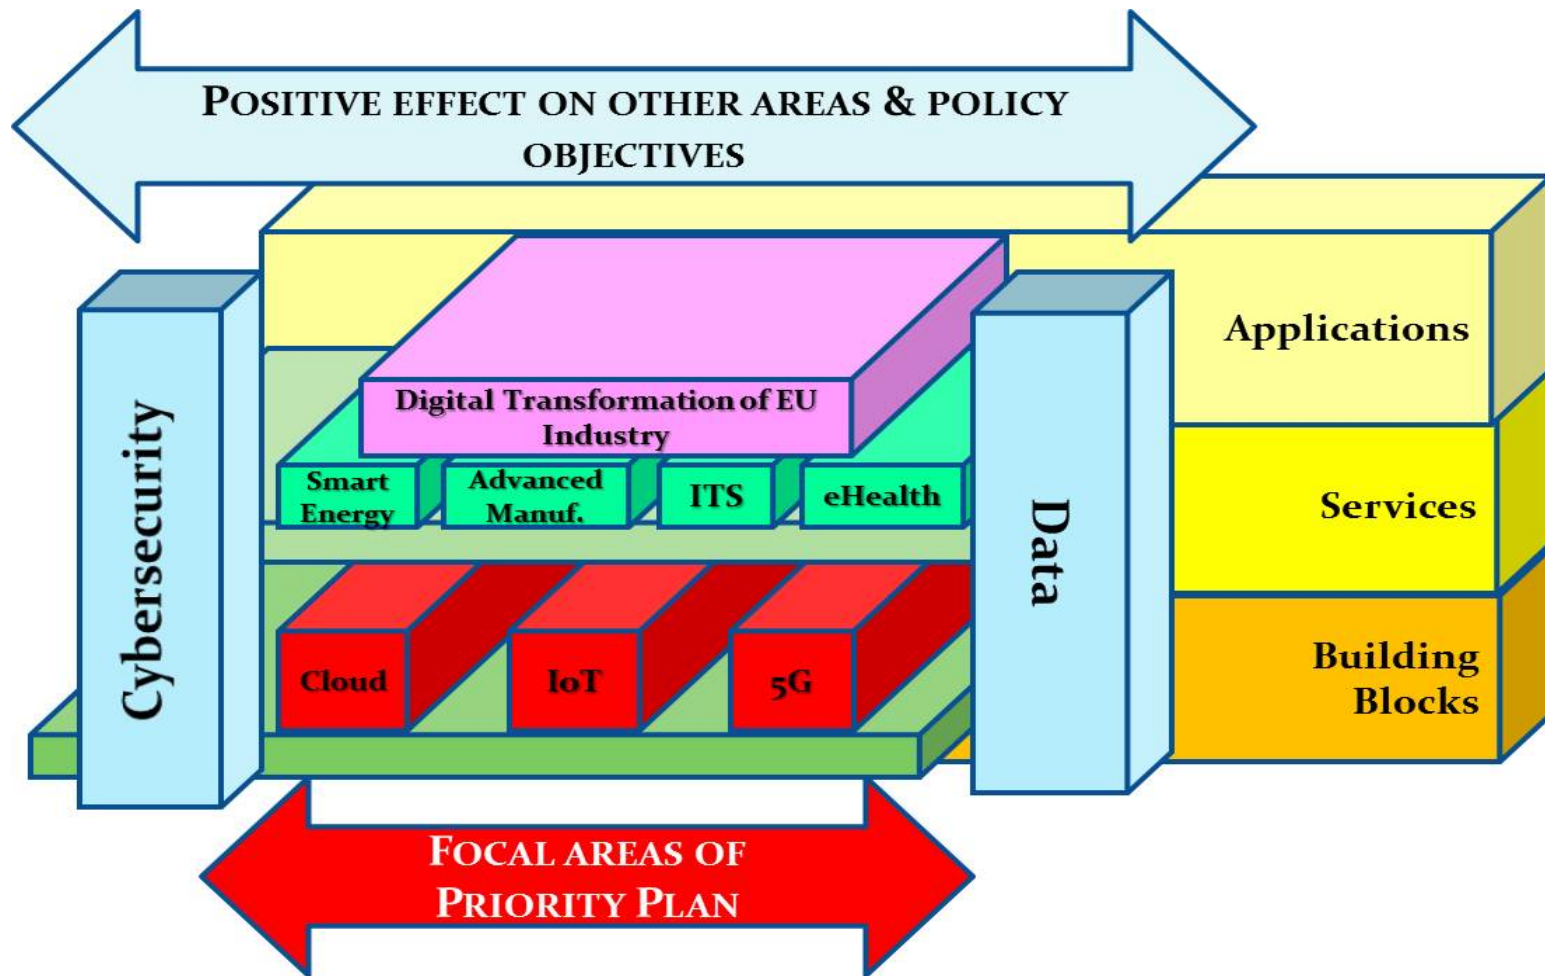 POSITIVE EFFECT ON OTHER AREAS & POLICY
OBJECTIVES
Applications
Digital Transformation of EU
Industry
Cybersecurity
Smart
Energy
Advanced
Manuf.
ITS
eHealth
Data
Services
Cloud
IoT
5G
Building
Blocks
FOCAL AREAS OF
PRIORITY PLAN